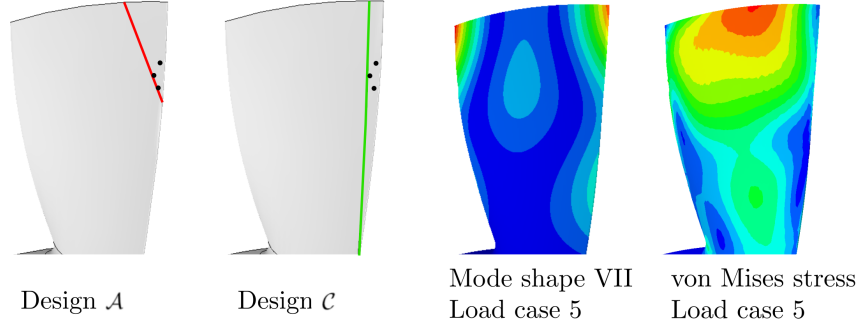 Design 𝒜
Design 𝒞
Mode shape VII
Load case 5
von Mises stress
Load case 5